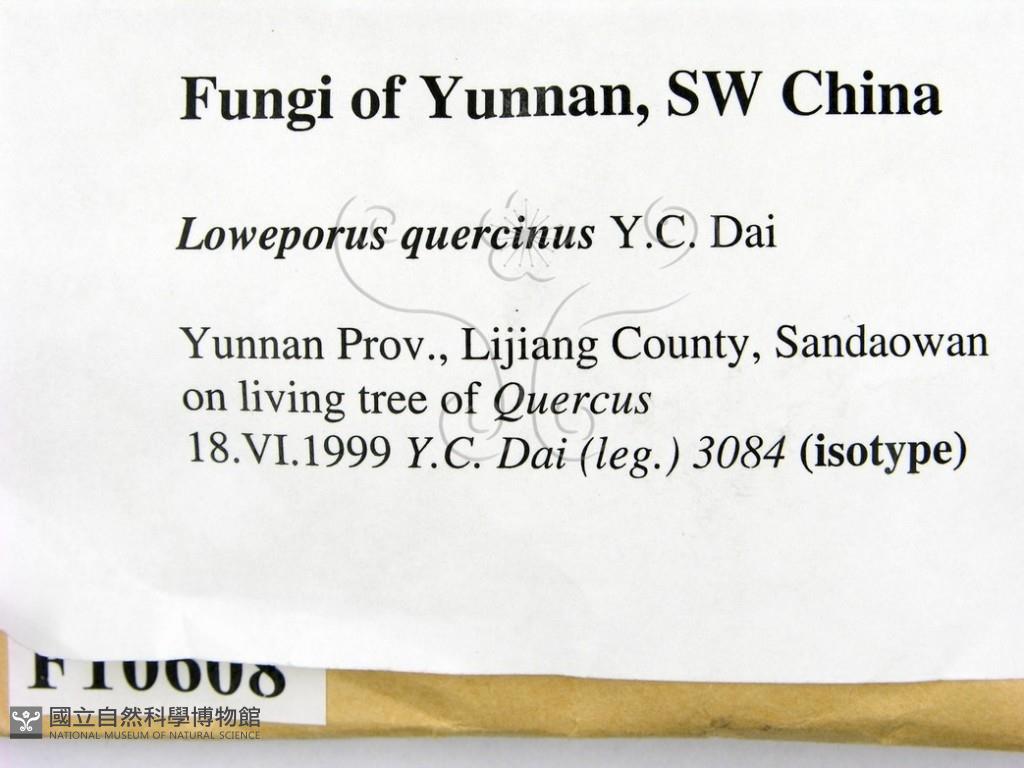 Fungi of Yunnan, SW China
Loweporus quercinus Y.C. Dai
Yunnan Prov., Lijiang County, Sandaowan
on living tree of Quercus
18.VI.1999 Y.C. Dai (leg.) 3084 (isotype)
F10608
國立自然科學博物館
NATIONAL MUSEUM OF NATURAL SCIENCE